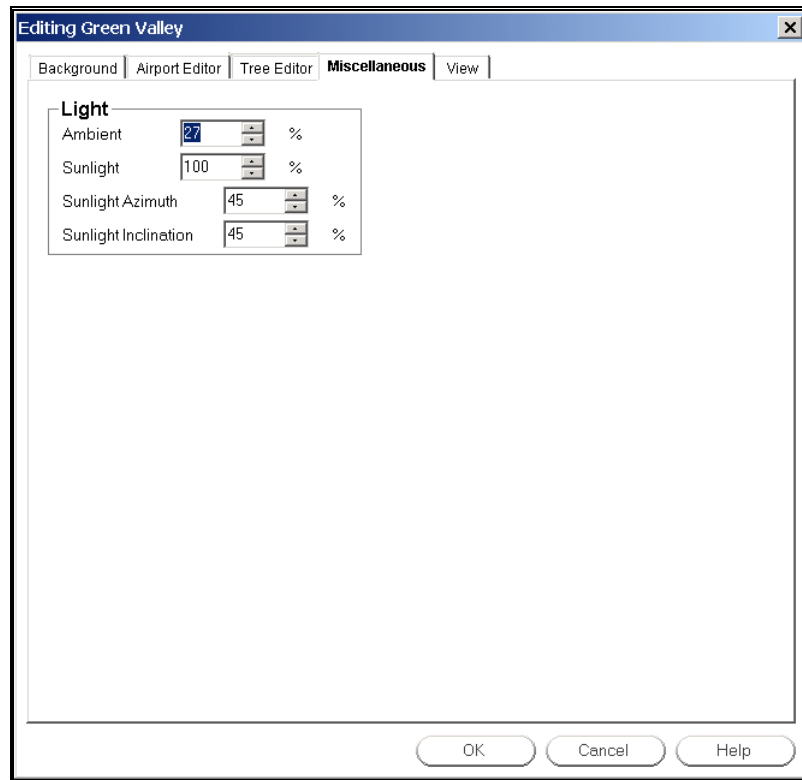 Editing Green Valley
Background Airport Editor Tree Editor Miscellaneous View
Light
Ambient 27 %
Sunlight 100 %
Sunlight Azimuth 45 %
Sunlight Inclination 45 %
OK Cancel Help